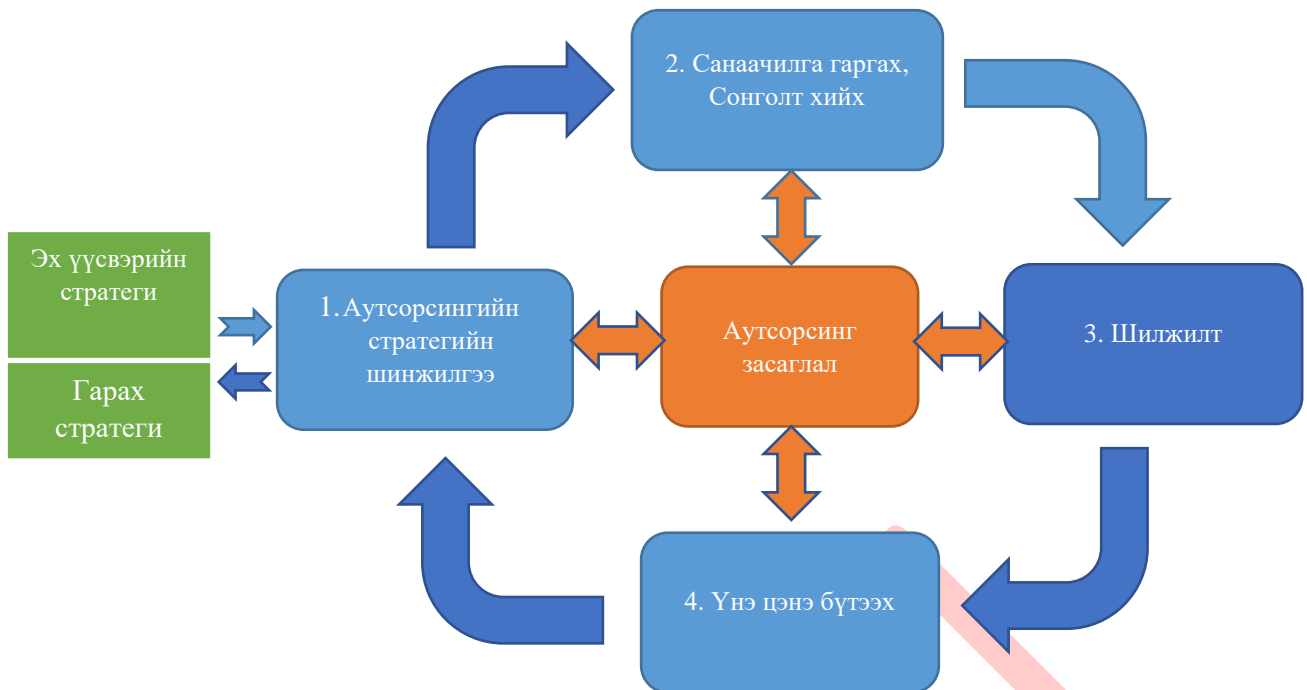 2. Санаачилга гаргах,
Сонголт хийх
Эх үүсвэрийн
стратеги
Гарах
стратеги
1. Аутсорсингийн
стратегийн
шинжилгээ
Аутсорсинг
засаглал
3. Шилжилт
4. Үнэ цэнэ бүтээх